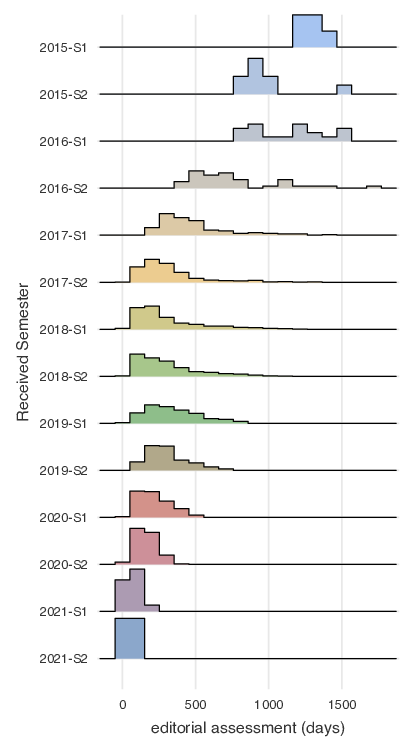 2015-S1
2015-S2
2016-S1
2016-S2
2017-S1
2017-S2
2018-S1
2018-S2
2019-S1
2019-S2
2020-S1
2020-S2
2021-S1
2021-S2
Received Semester
0 500 1000 1500
editorial assessment (days)